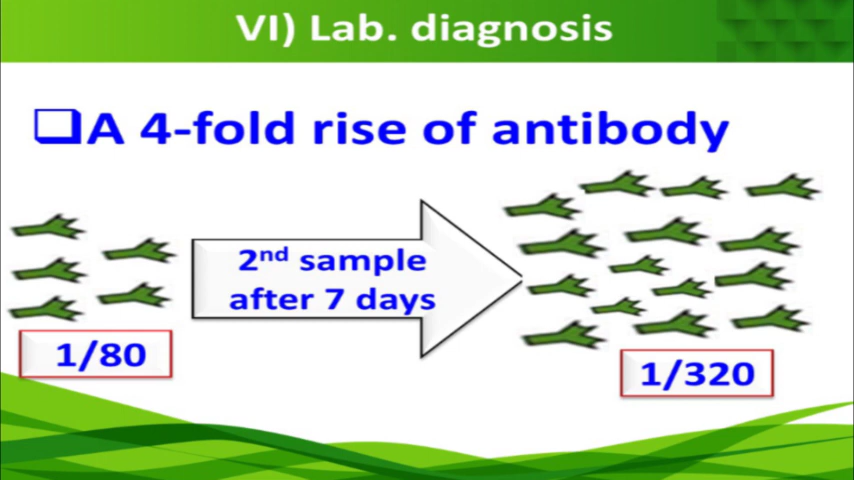 VI) Lab. diagnosis
A 4-fold rise of antibody
2nd sample
after 7 days
1/80
1/320